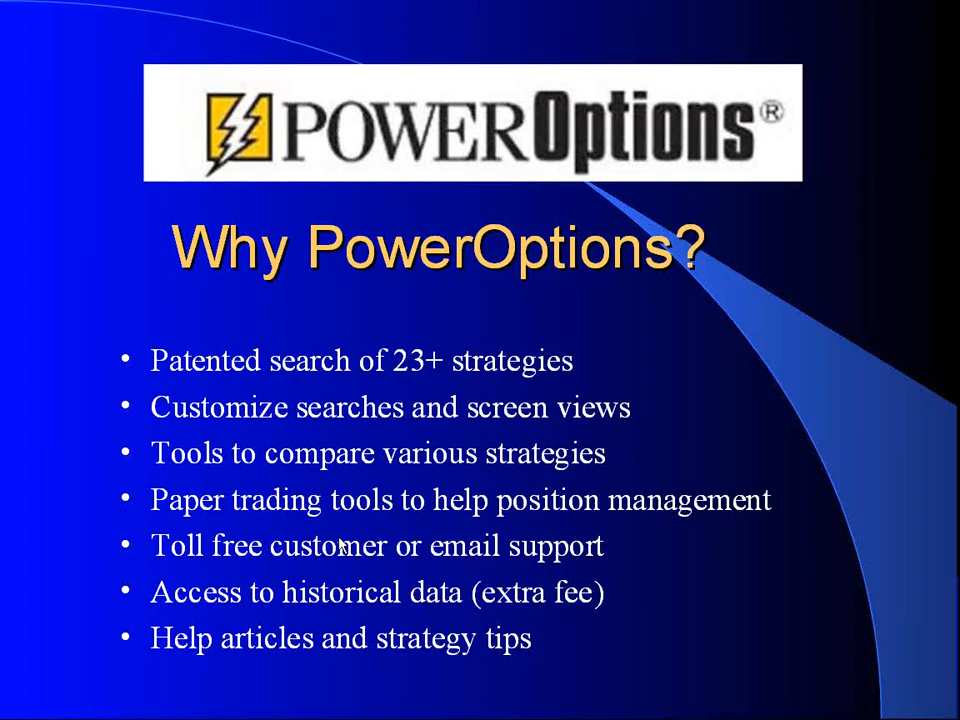 POWEROptions®
Why PowerOptions?
• Patented search of 23+ strategies
• Customize searches and screen views
• Tools to compare various strategies
• Paper trading tools to help position management
• Toll free customer or email support
• Access to historical data (extra fee)
• Help articles and strategy tips